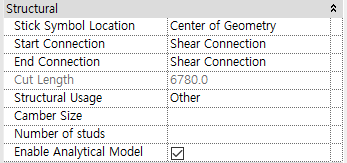 Structural
Stick Symbol Location Center of Geometry
Start Connection Shear Connection
End Connection Shear Connection
Cut Length 6780.0
Structural Usage Other
Camber Size
Number of studs
Enable Analytical Model